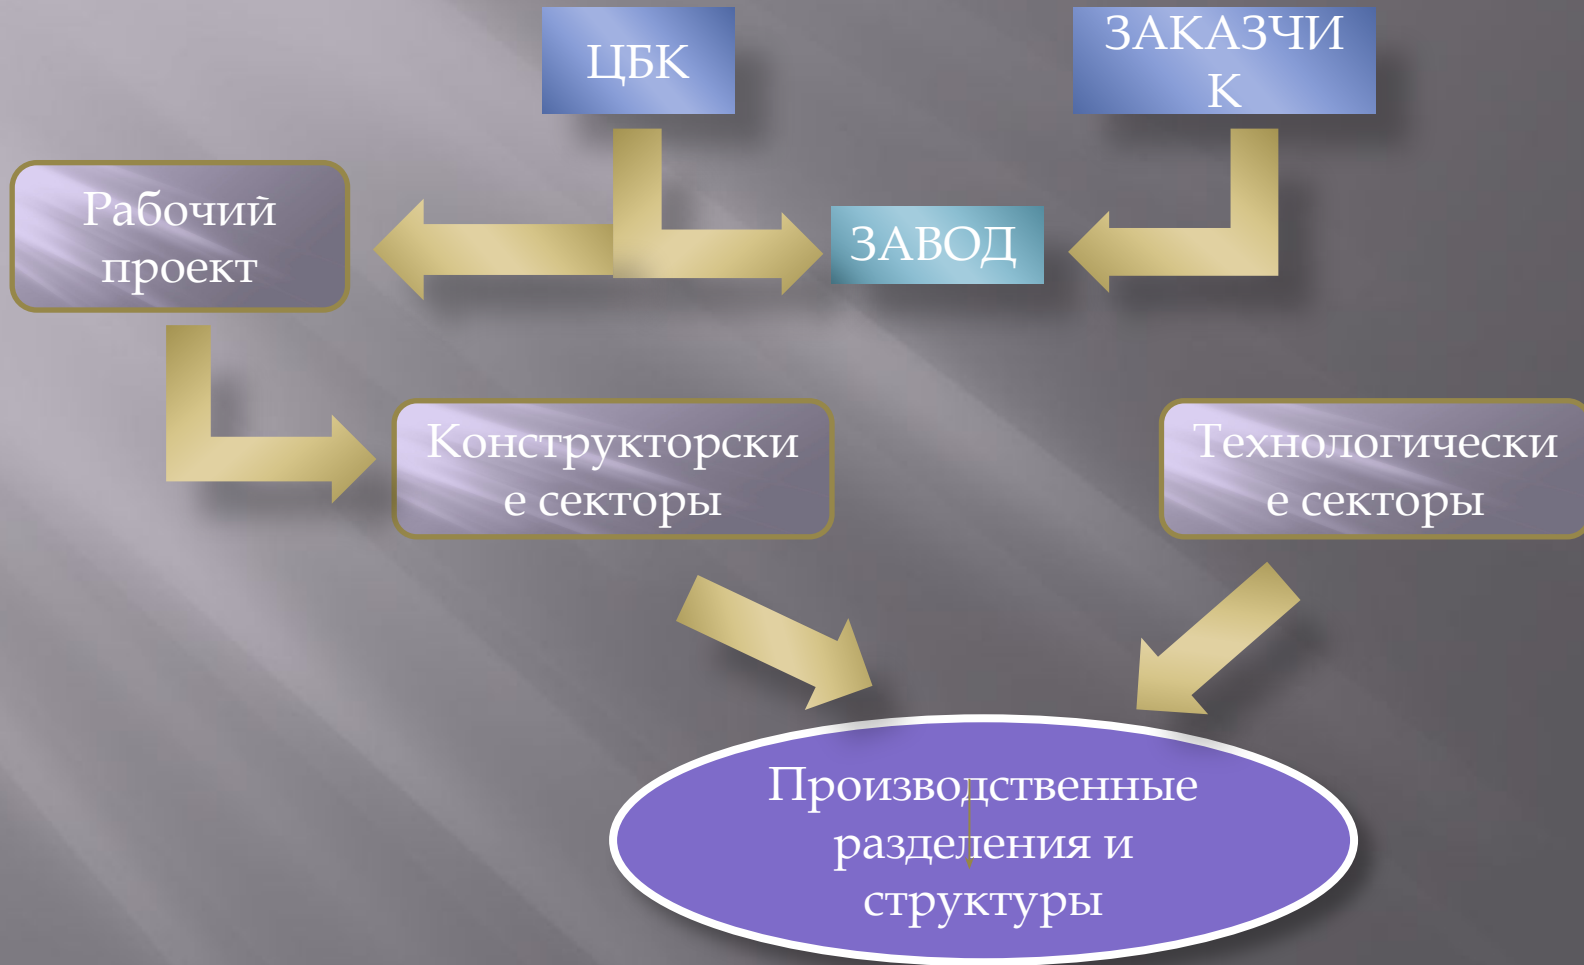 ЦБК
ЗАКАЗЧИ
К
Рабочий
проект
ЗАВОД
Конструкторски
е секторы
Технологически
е секторы
Производственные
разделения и
структуры